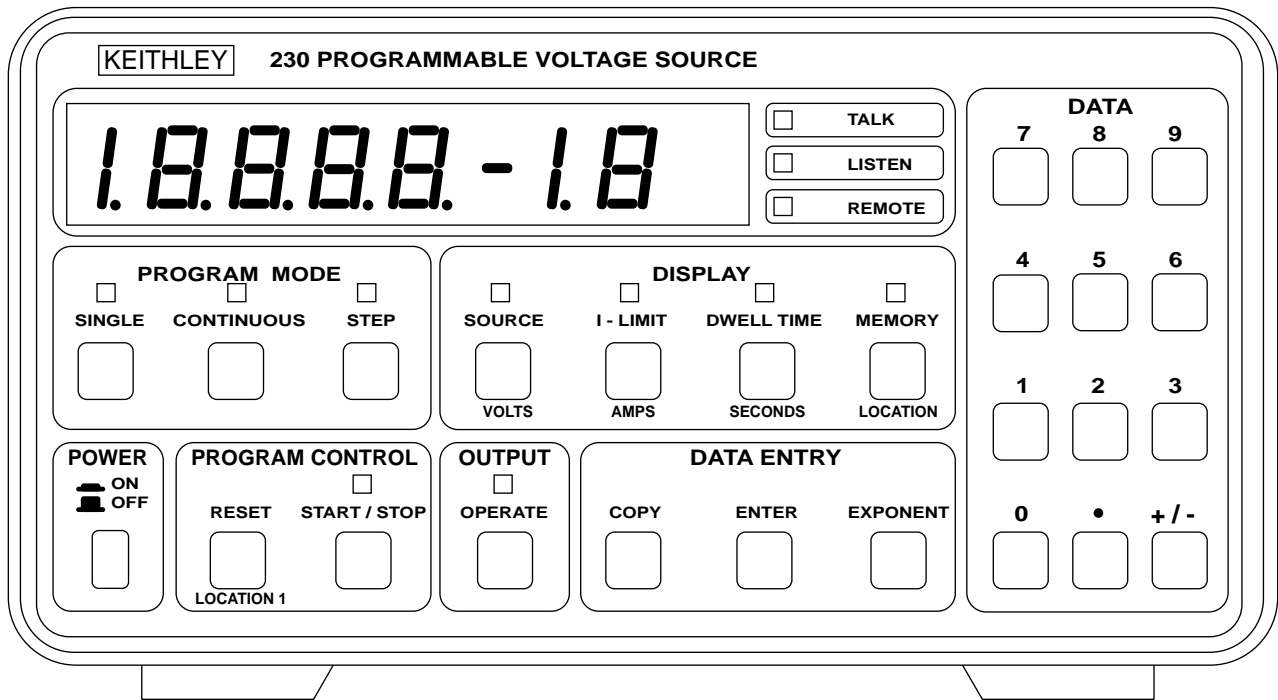 KEITHLEY 230 PROGRAMMABLE VOLTAGE SOURCE
1.8.8.8.8. - 1.8
TALK
LISTEN
REMOTE
PROGRAM MODE
SINGLE CONTINUOUS STEP
DISPLAY
SOURCE I - LIMIT DWELL TIME MEMORY
VOLTS AMPS SECONDS LOCATION
POWER
ON
OFF
PROGRAM CONTROL
RESET START / STOP
LOCATION 1
OUTPUT
OPERATE
DATA ENTRY
COPY ENTER EXPONENT
DATA
7 8 9
4 5 6
1 2 3
0 • + / -